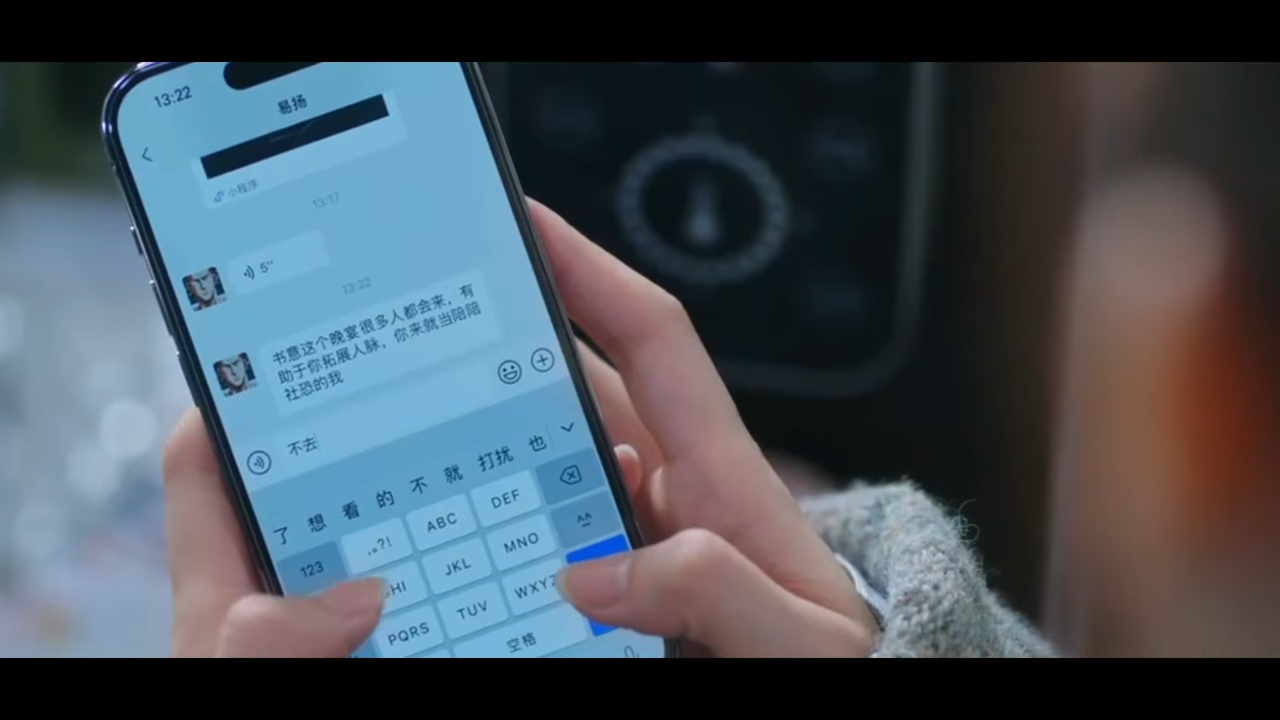 13:22
易扬
小程序
13:17
5''
13:22
书意这个晚宴很多人都会来，有
助于你拓展人脉，你来就当陪陪
社恐的我
不去
了 想 看 的 不 就 打扰 也
123 ,。?! ABC DEF
GHI JKL MNO ^^
PQRS TUV WXYZ
空格